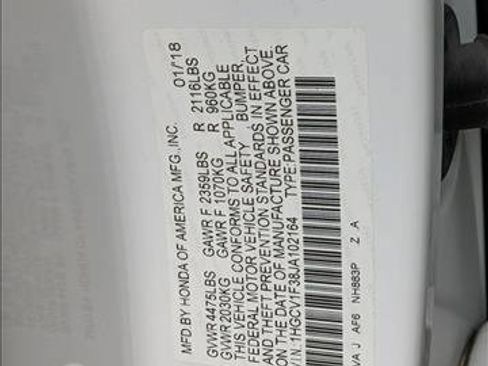 MFD.BY HONDA OF AMERICA MFG.,INC. 01/18
GVWR 4475LBS GAWR F 2359LBS R 2116LBS
GVWR 2030KG GAWR F 1070KG R 960KG
THIS VEHICLE CONFORMS TO ALL APPLICABLE
FEDERAL MOTOR VEHICLE SAFETY, BUMPER,
AND THEFT PREVENTION STANDARDS IN EFFECT
ON THE DATE OF MANUFACTURE SHOWN ABOVE.
VIN:1HGCV1F38JA102164 TYPE:PASSENGER CAR
VA J AF6 NH883P Z A